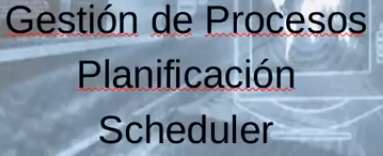 Gestión de Procesos
Planificación
Scheduler